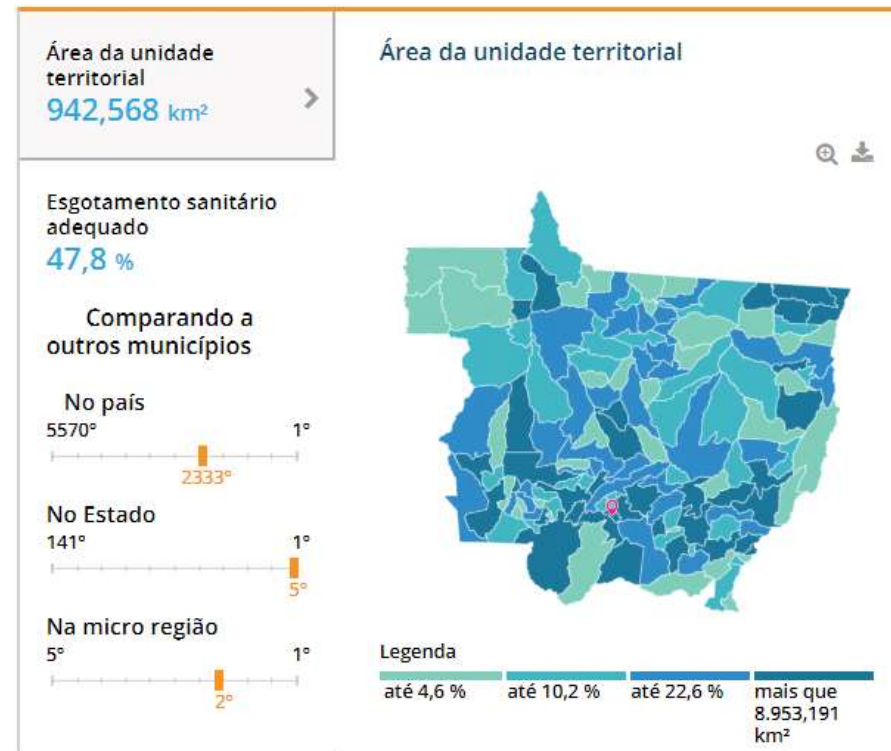 Área da unidade
territorial
942,568 km²
Esgotamento sanitário
adequado
47,8 %
Comparando a
outros municípios
No país
5570° 1°
2333°
No Estado
141° 1°
5°
Na micro região
5° 1°
2°
Área da unidade territorial
Legenda
até 4,6 % até 10,2 % até 22,6 % mais que
8.953,191
km²